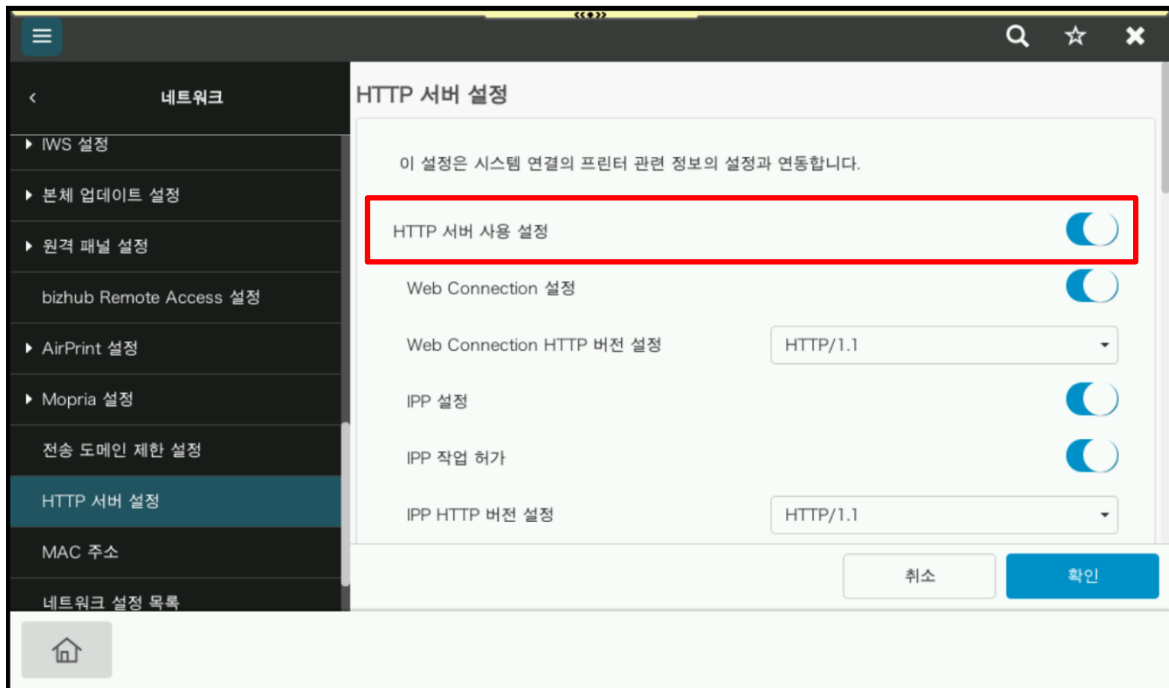 네트워크
IWS 설정
본체 업데이트 설정
원격 패널 설정
bizhub Remote Access 설정
AirPrint 설정
Mopria 설정
전송 도메인 제한 설정
HTTP 서버 설정
MAC 주소
네트워크 설정 목록
HTTP 서버 설정
이 설정은 시스템 연결의 프린터 관련 정보의 설정과 연동합니다.
HTTP 서버 사용 설정
Web Connection 설정
Web Connection HTTP 버전 설정 HTTP/1.1
IPP 설정
IPP 작업 허가
IPP HTTP 버전 설정 HTTP/1.1
취소 확인